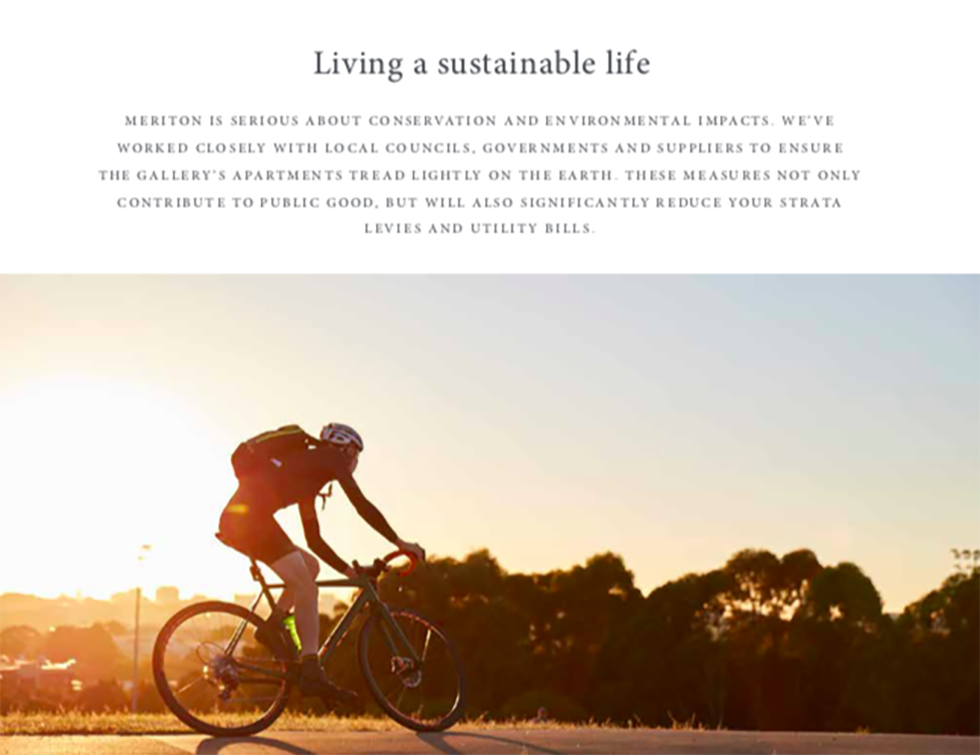 Living a sustainable life
MERITON IS SERIOUS ABOUT CONSERVATION AND ENVIRONMENTAL IMPACTS. WE'VE
WORKED CLOSELY WITH LOCAL COUNCILS, GOVERNMENTS AND SUPPLIERS TO ENSURE
THE GALLERY'S APARTMENTS TREAD LIGHTLY ON THE EARTH. THESE MEASURES NOT ONLY
CONTRIBUTE TO PUBLIC GOOD, BUT WILL ALSO SIGNIFICANTLY REDUCE YOUR STRATA
LEVIES AND UTILITY BILLS.